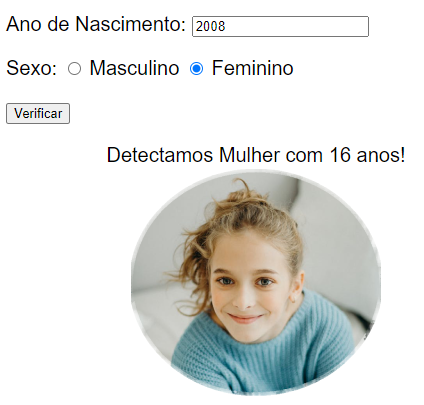 Ano de Nascimento: 2008
Sexo: Masculino Feminino
Verificar
Detectamos Mulher com 16 anos!